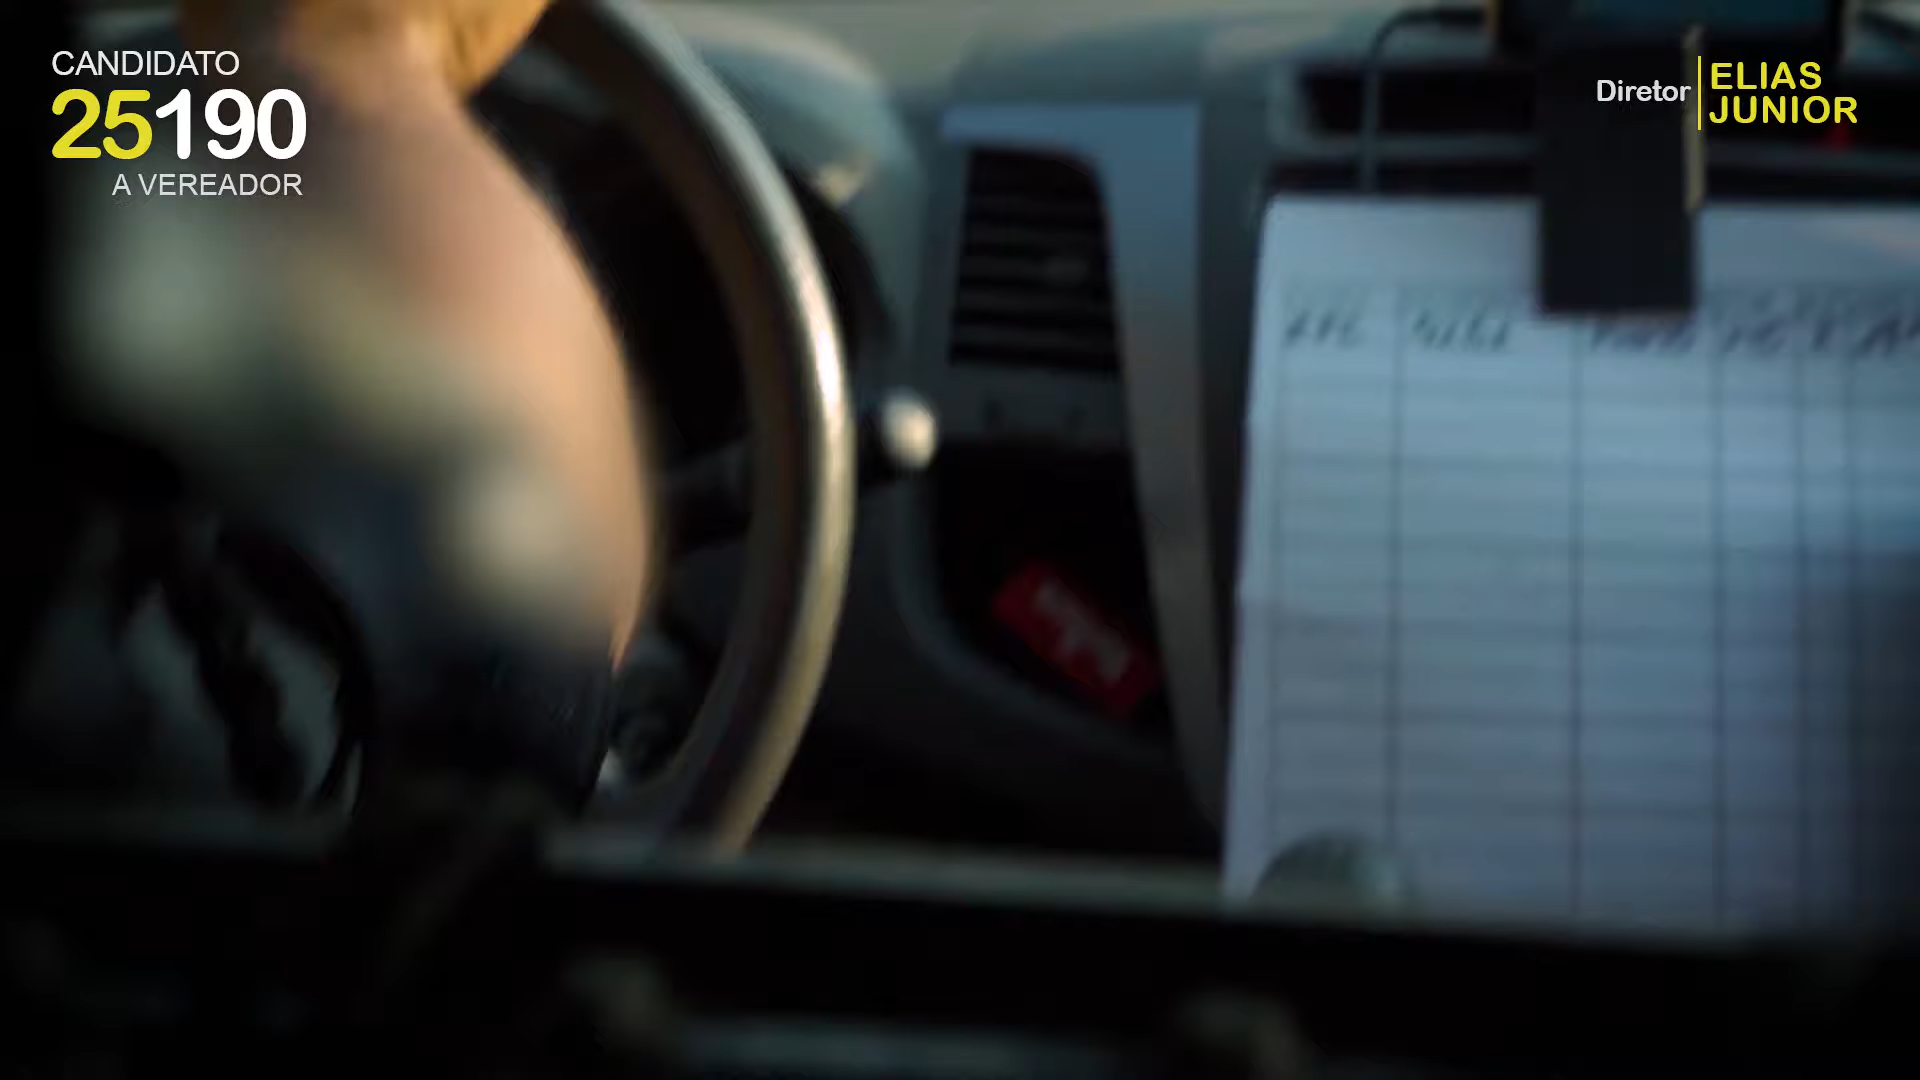 CANDIDATO
25190
A VEREADOR
Diretor
ELIAS
JUNIOR